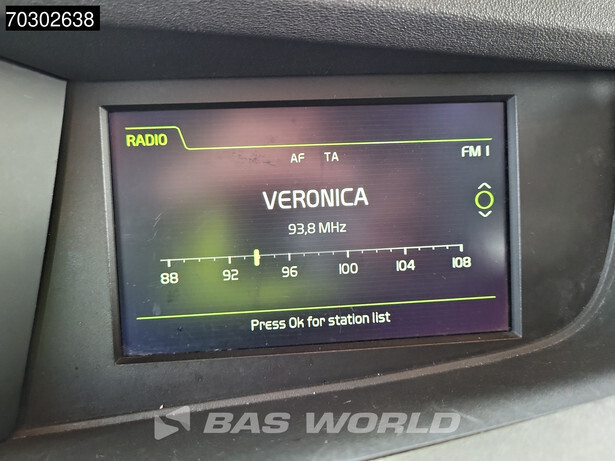 70302638
RADIO
AF TA
FM 1
VERONICA
93,8 MHz
88 92 96 100 104 108
Press Ok for station list
BAS WORLD